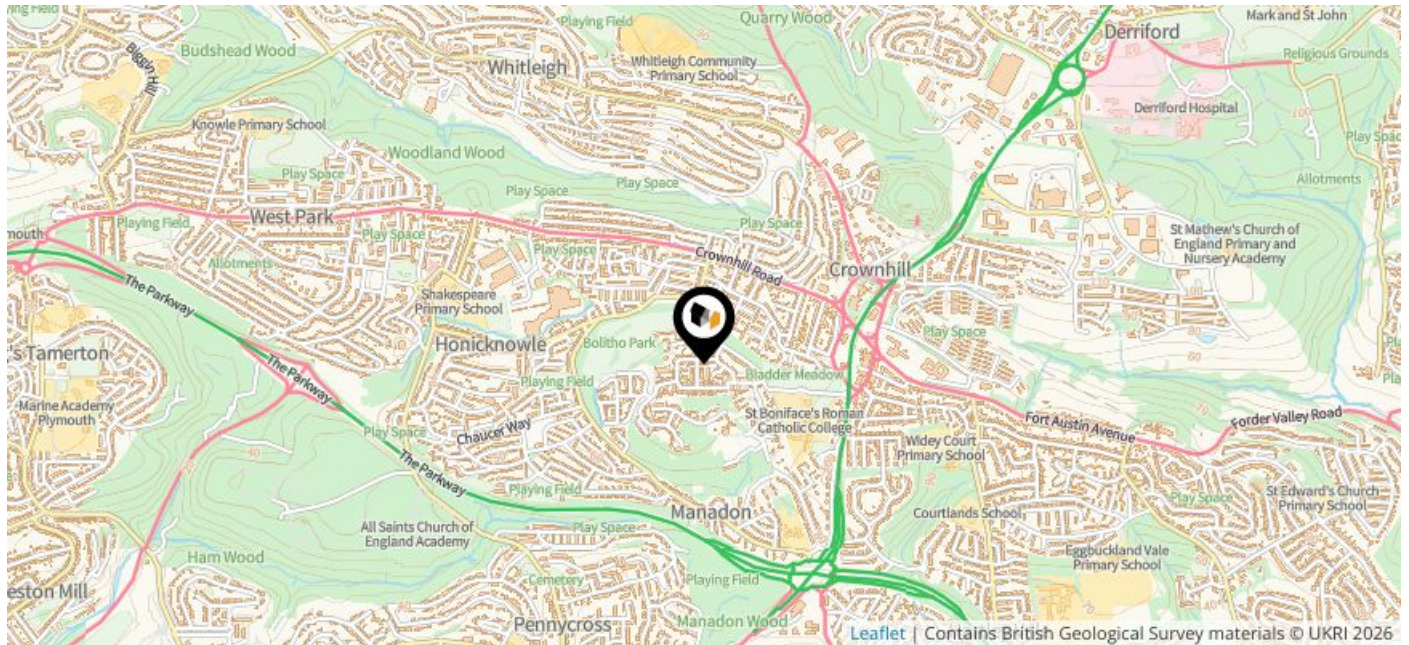 ying Field
Playing Field
Quarry Wood
Mark and St John
Derriford
Budshead Wood
Biggin Hill
Whitleigh
Whitleigh Community
Primary School
Religious Grounds
Derriford Hospital
Knowle Primary School
Play Spac
Woodland Wood
Play Space
Play Space
Play Space
Allotments
West Park
Playing Field
Play Space
Play Space
mouth
St Mathew's Church of
England Primary and
Nursery Academy
Allotments
Crownhill Road
Crownhill
The Parkway
Shakespeare
Primary School
Play Space
Honicknowle
Bolitho Park
's Tamerton
The Parkway
Playing Field
Bladder Meadow
Marine Academy
Plymouth
St Boniface's Roman
Catholic College
Fort Austin Avenue
Forder Valley Road
Play Space
Chaucer Way
Widey Court
Primary School
The Parkway
Playing Field
Play Space
St Edward's Church
Primary School
Manadon
Courtlands School
All Saints Church of
England Academy
Play Space
Ham Wood
Eggbuckland Vale
Primary School
eston Mill
Cemetery
Playing Field
Pennycross
Manadon Wood
Leaflet | Contains British Geological Survey materials © UKRI 2026